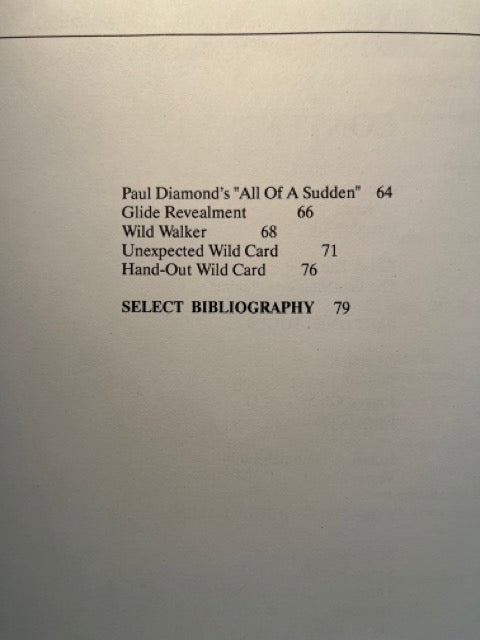 Paul Diamond's "All Of A Sudden" 64
Glide Revealment 66
Wild Walker 68
Unexpected Wild Card 71
Hand-Out Wild Card 76
SELECT BIBLIOGRAPHY 79